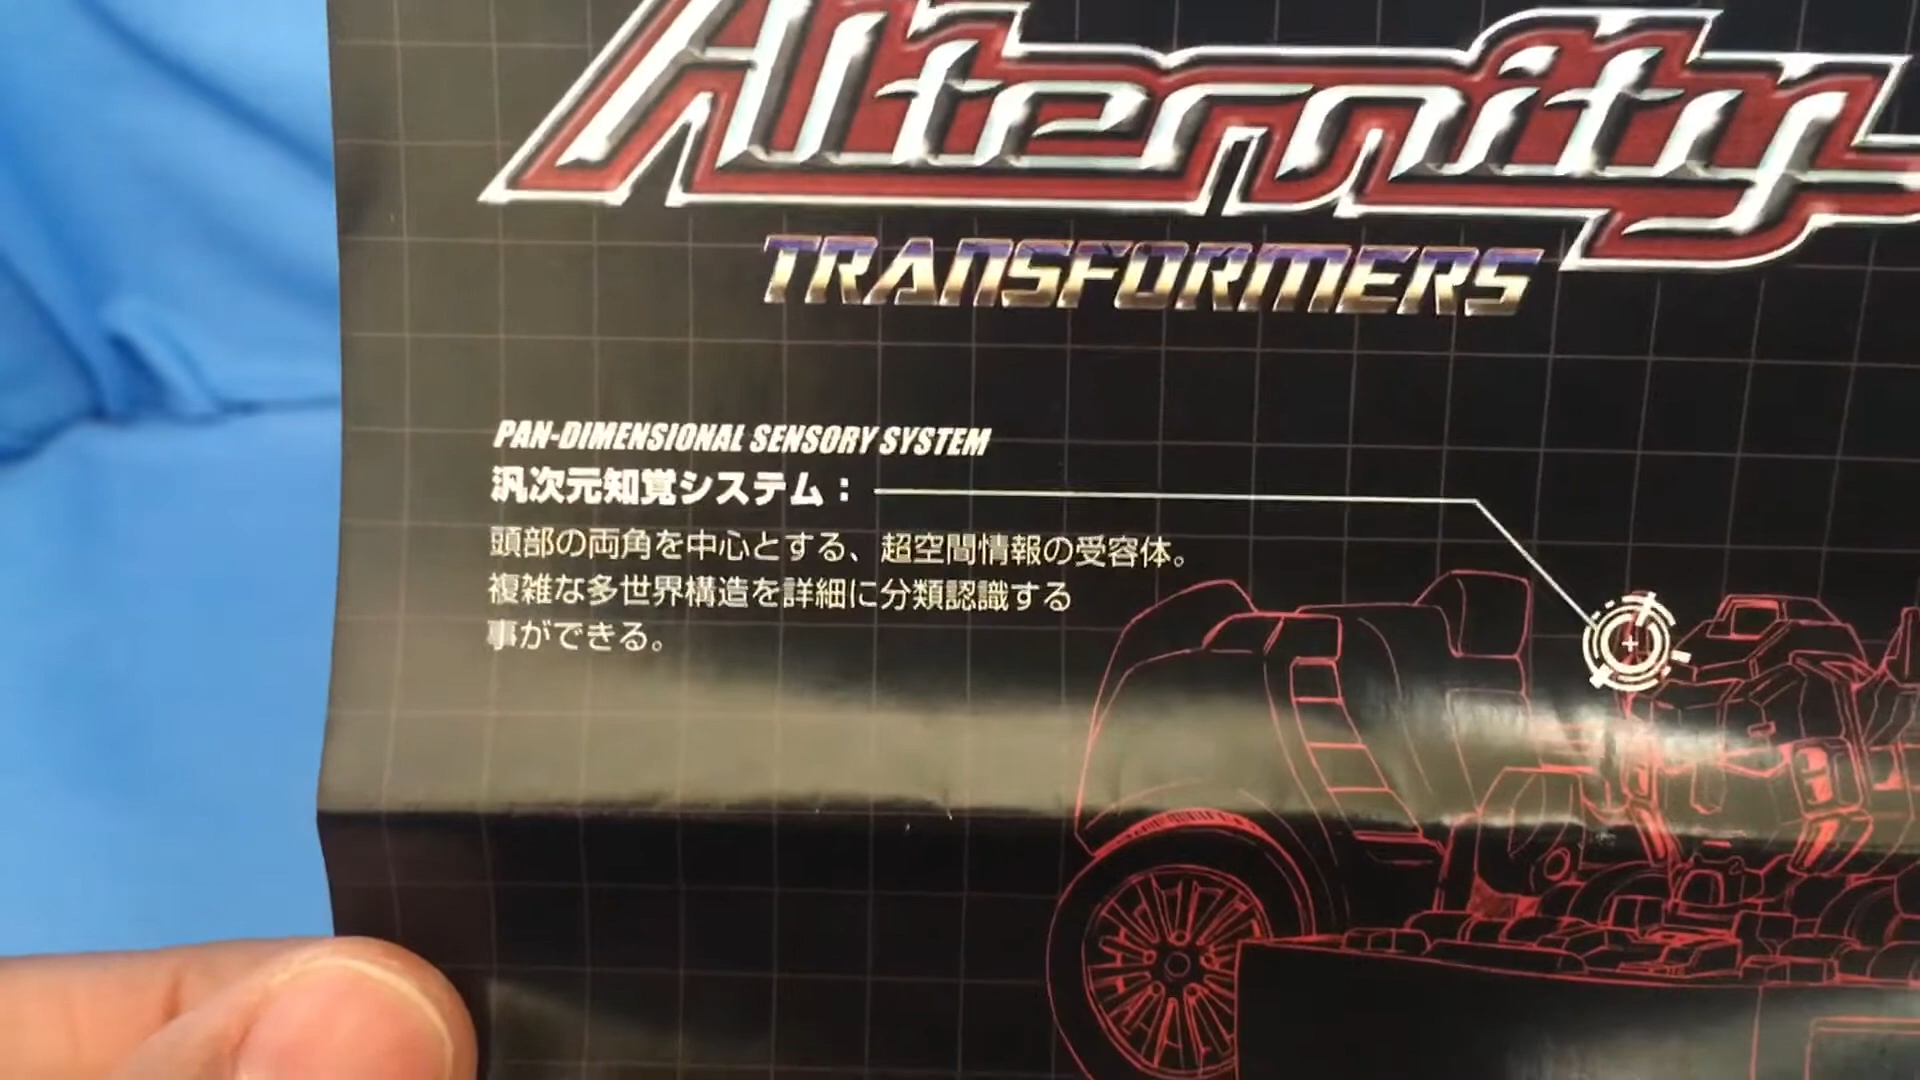 Alternity
TRANSFORMERS
PAN-DIMENSIONAL SENSORY SYSTEM
汎次元知覚システム：
頭部の両角を中心とする、超空間情報の受容体。
複雑な多世界構造を詳細に分類認識する
事ができる。